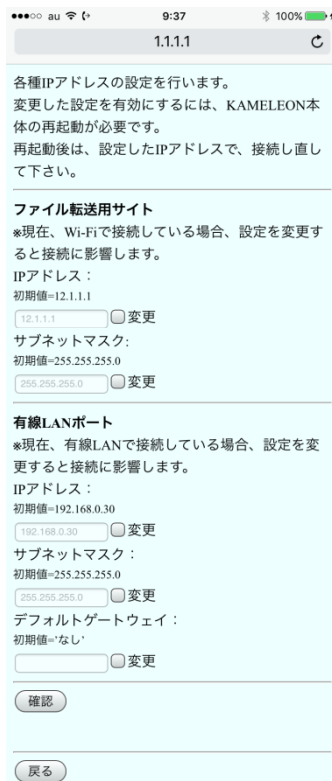 au 9:37 100%
1.1.1.1
各種IPアドレスの設定を行います。
変更した設定を有効にするには、KAMELEON本
体の再起動が必要です。
再起動後は、設定したIPアドレスで、接続し直し
て下さい。
ファイル転送用サイト
※現在、Wi-Fiで接続している場合、設定を変更す
ると接続に影響します。
IPアドレス：
初期値=12.1.1.1
12.1.1.1 変更
サブネットマスク:
初期値=255.255.255.0
255.255.255.0 変更
有線LANポート
※現在、有線LANで接続している場合、設定を変
更すると接続に影響します。
IPアドレス：
初期値=192.168.0.30
192.168.0.30 変更
サブネットマスク：
初期値=255.255.255.0
255.255.255.0 変更
デフォルトゲートウェイ：
初期値='なし'
変更
確認
戻る